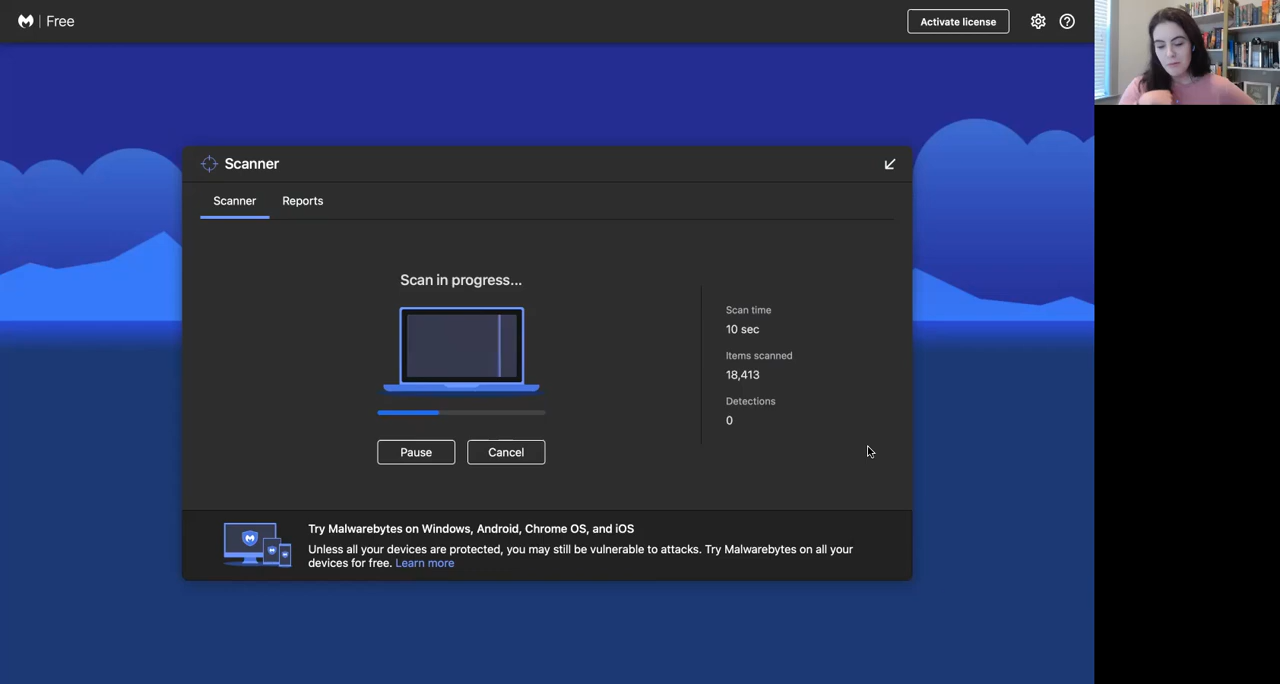 Free
Activate license
Scanner
Scanner
Reports
Scan in progress...
Scan time
10 sec
Items scanned
18,413
Detections
0
Pause
Cancel
Try Malwarebytes on Windows, Android, Chrome OS, and iOS
Unless all your devices are protected, you may still be vulnerable to attacks. Try Malwarebytes on all your
devices for free. Learn more